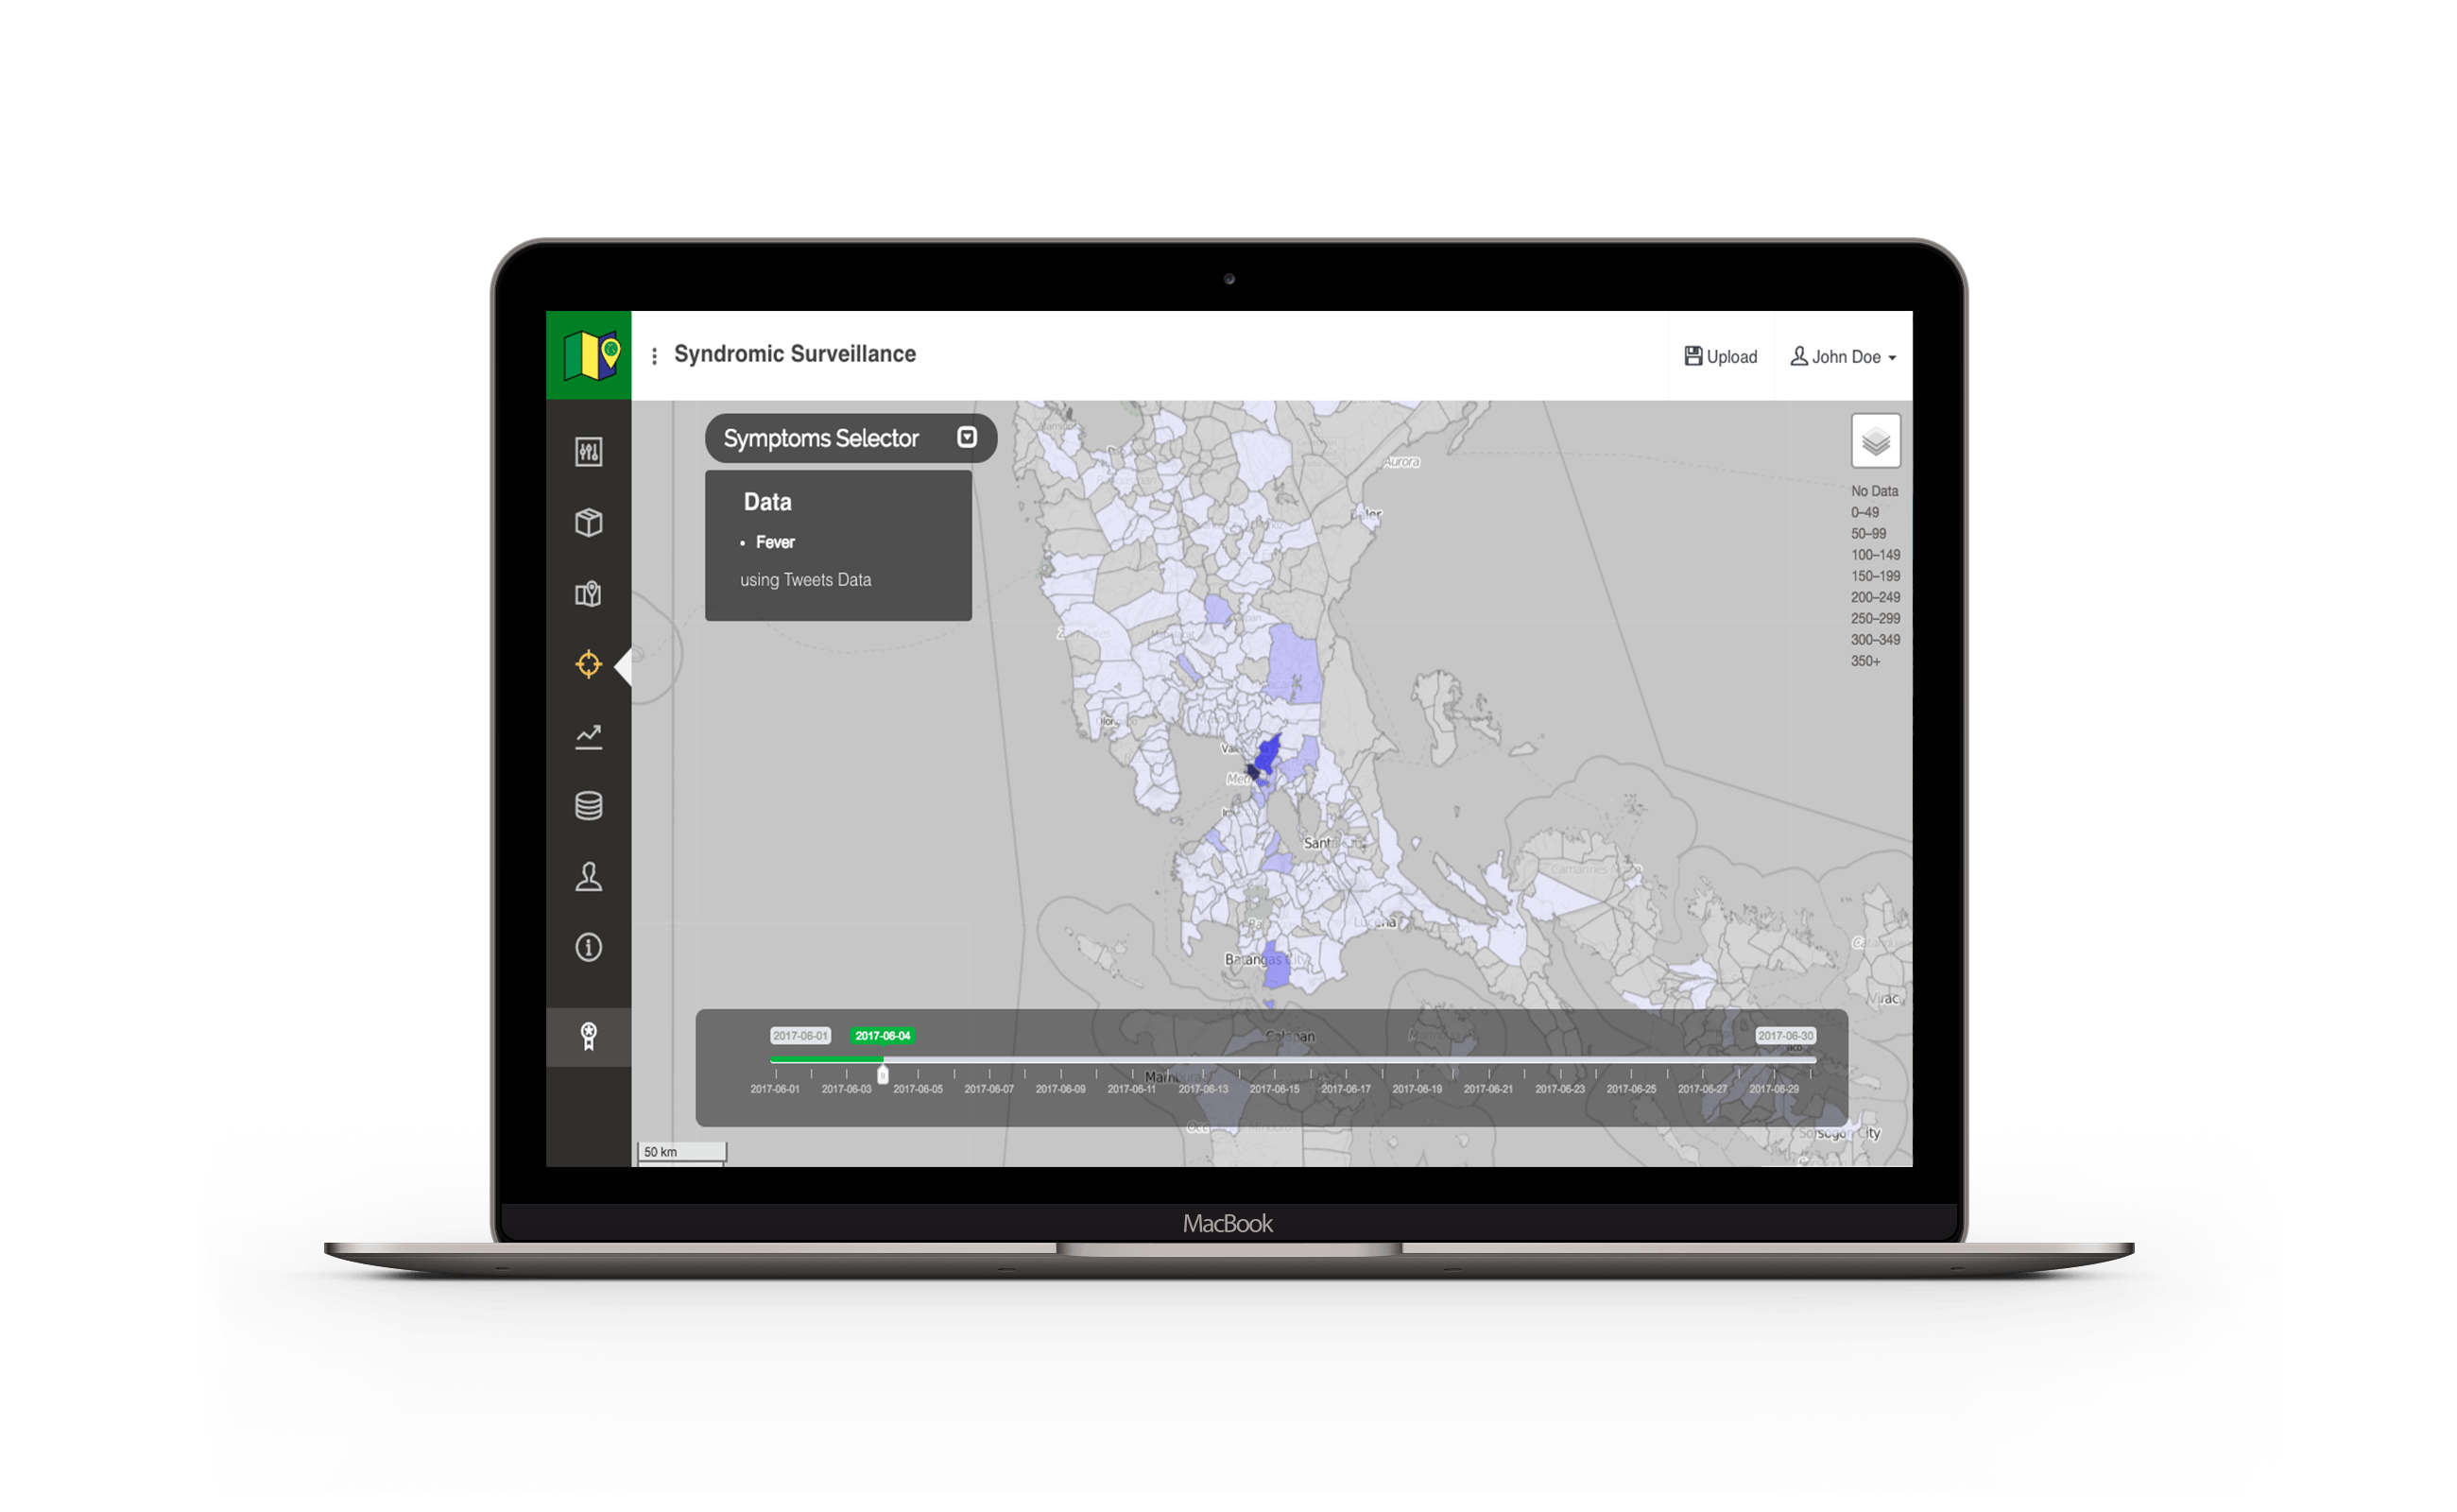 Syndromic Surveillance
Upload
John Doe
Symptoms Selector
Data
• Fever
using Tweets Data
No Data
0–49
50–99
100–149
150–199
200–249
250–299
300–349
350+
Aurora
Lucena
Batangas City
Calapan
2017-06-01
2017-06-04
2017-06-30
2017-06-01
2017-06-03
2017-06-05
2017-06-07
2017-06-09
2017-06-11
2017-06-13
2017-06-15
2017-06-17
2017-06-19
2017-06-21
2017-06-23
2017-06-25
2017-06-27
2017-06-29
Virac
Sorsogon City
50 km
MacBook